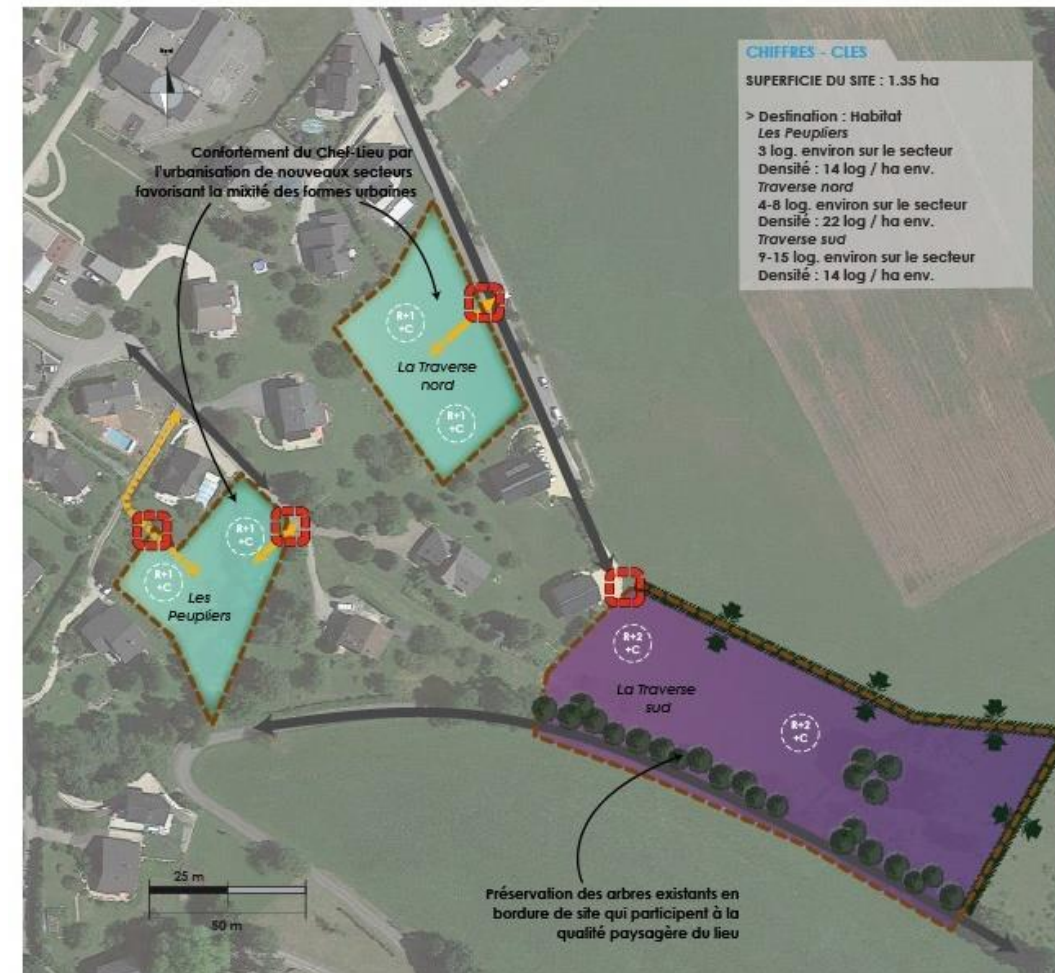 CHIFFRES - CLES
SUPERFICIE DU SITE : 1.35 ha
> Destination : Habitat
Les Peupliers
3 log. environ sur le secteur
Densité : 14 log / ha env.
Traverse nord
4-8 log. environ sur le secteur
Densité : 22 log / ha env.
Traverse sud
9-15 log. environ sur le secteur
Densité : 14 log / ha env.
Nord
Confortement du Chef-Lieu par
l'urbanisation de nouveaux secteurs
favorisant la mixité des formes urbaines
R+1
+C
La Traverse
nord
R+1
+C
R+1
+C
R+1
+C
Les
Peupliers
R+2
+C
La Traverse
sud
R+2
+C
25 m
50 m
Préservation des arbres existants en
bordure de site qui participent à la
qualité paysagère du lieu